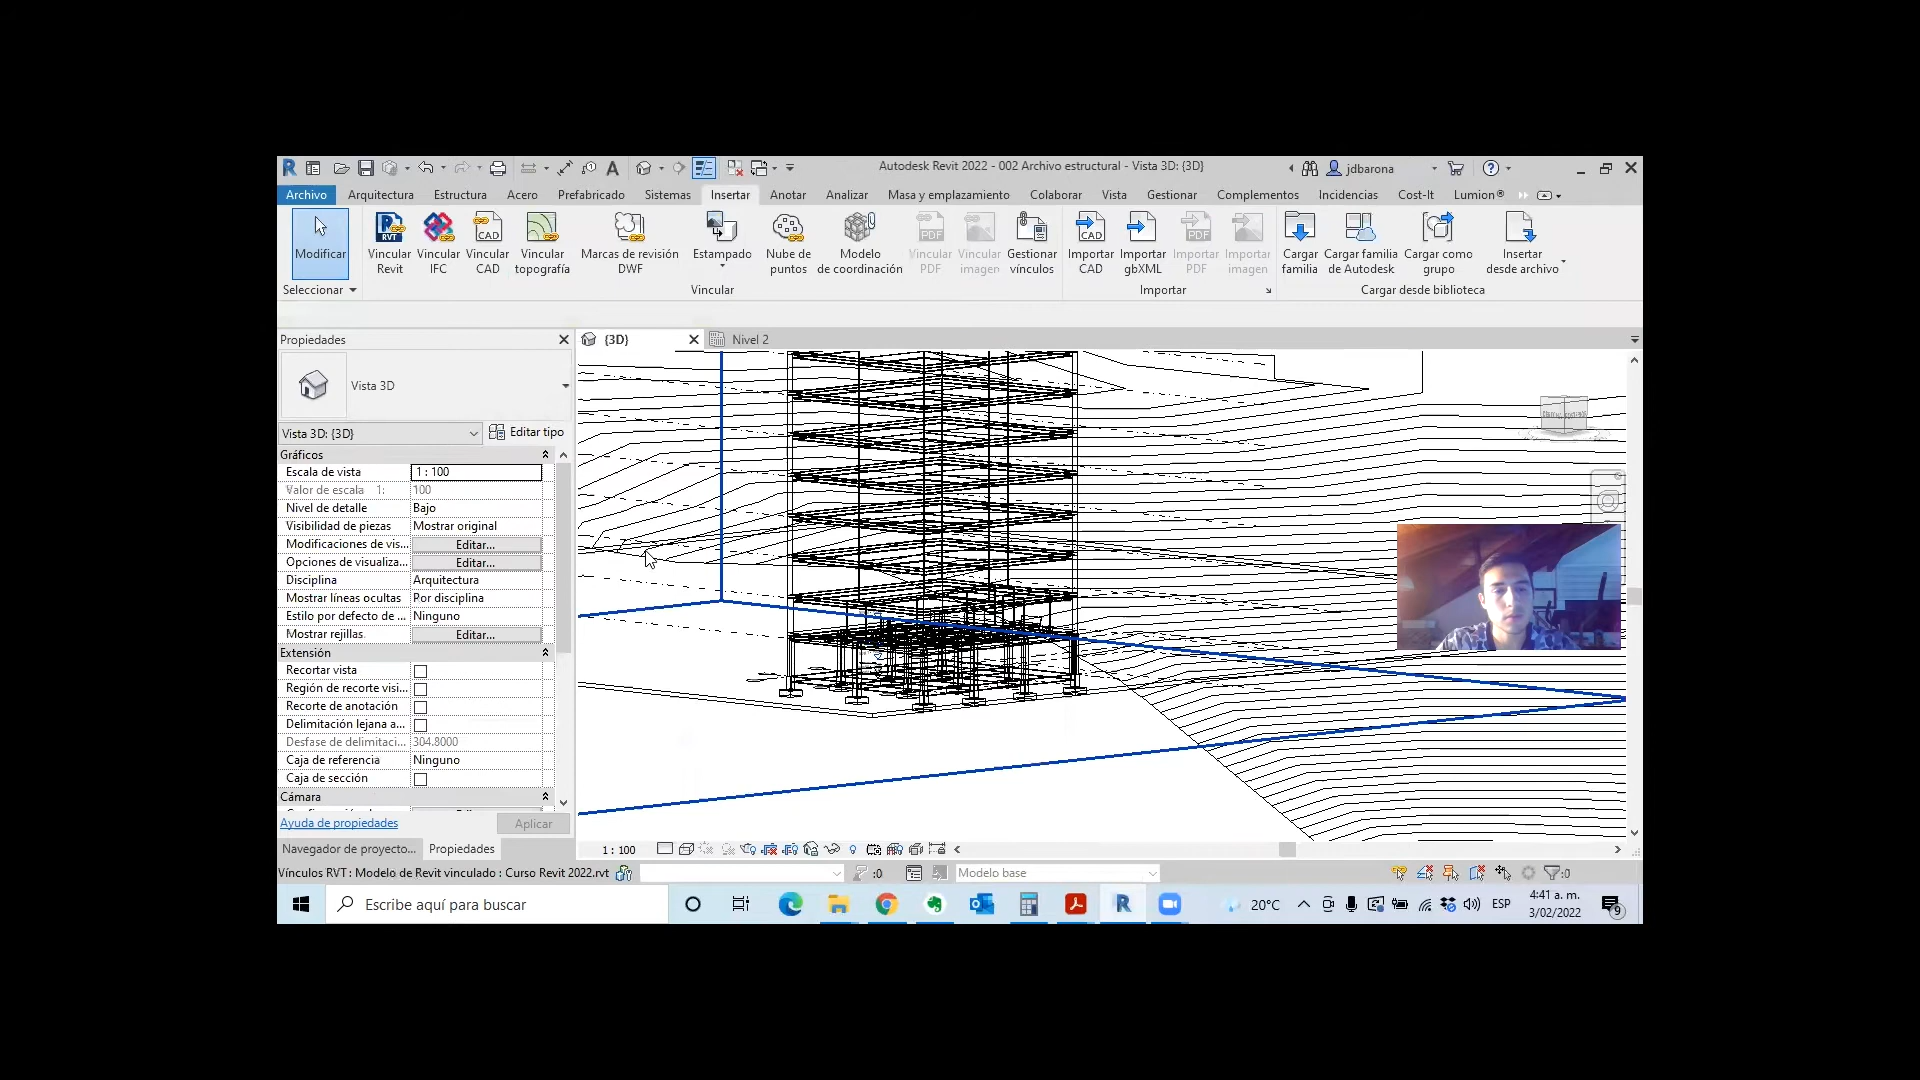 Autodesk Revit 2022 - 002 Archivo estructural - Vista 3D: {3D}
jdbarona
Archivo Arquitectura Estructura Acero Prefabricado Sistemas Insertar Anotar Analizar Masa y emplazamiento Colaborar Vista Gestionar Complementos Incidencias Cost-It Lumion®
Modificar
Vincular Revit
Vincular IFC
Vincular CAD
Vincular topografía
Marcas de revisión DWF
Estampado
Nube de puntos
Modelo de coordinación
Vincular PDF
Vincular imagen
Gestionar vínculos
Importar CAD
Importar gbXML
Importar PDF
Importar imagen
Cargar familia
Cargar familia de Autodesk
Cargar como grupo
Insertar desde archivo
Seleccionar Vincular Importar Cargar desde biblioteca
Propiedades
{3D} Nivel 2
Vista 3D
Vista 3D: {3D} Editar tipo
Gráficos
Escala de vista 1 : 100
Valor de escala 1: 100
Nivel de detalle Bajo
Visibilidad de piezas Mostrar original
Modificaciones de vis... Editar...
Opciones de visualiza... Editar...
Disciplina Arquitectura
Mostrar líneas ocultas Por disciplina
Estilo por defecto de ... Ninguno
Mostrar rejillas Editar...
Extensión
Recortar vista
Región de recorte visi...
Recorte de anotación
Delimitación lejana a...
Desfase de delimitaci... 304.8000
Caja de referencia Ninguno
Caja de sección
Cámara
Ayuda de propiedades Aplicar
Navegador de proyecto... Propiedades
1 : 100
Vínculos RVT : Modelo de Revit vinculado : Curso Revit 2022.rvt
:0
Modelo base
:0
Escribe aquí para buscar
20°C
ESP
4:41 a. m.
3/02/2022
9